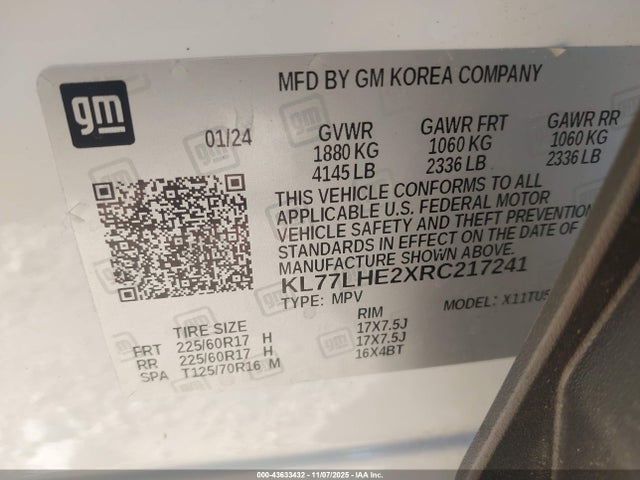 gm
MFD BY GM KOREA COMPANY
01/24
GVWR GAWR FRT GAWR RR
1880 KG 1060 KG 1060 KG
4145 LB 2336 LB 2336 LB
THIS VEHICLE CONFORMS TO ALL
APPLICABLE U.S. FEDERAL MOTOR
VEHICLE SAFETY AND THEFT PREVENTION
STANDARDS IN EFFECT ON THE DATE OF
MANUFACTURE SHOWN ABOVE.
KL77LHE2XRC217241
TYPE: MPV MODEL: X11TU5
TIRE SIZE RIM
FRT 225/60R17 H 17X7.5J
RR 225/60R17 H 17X7.5J
SPA T125/70R16 M 16X4BT
000-43633432 - 11/07/2025 - IAAI, Inc.